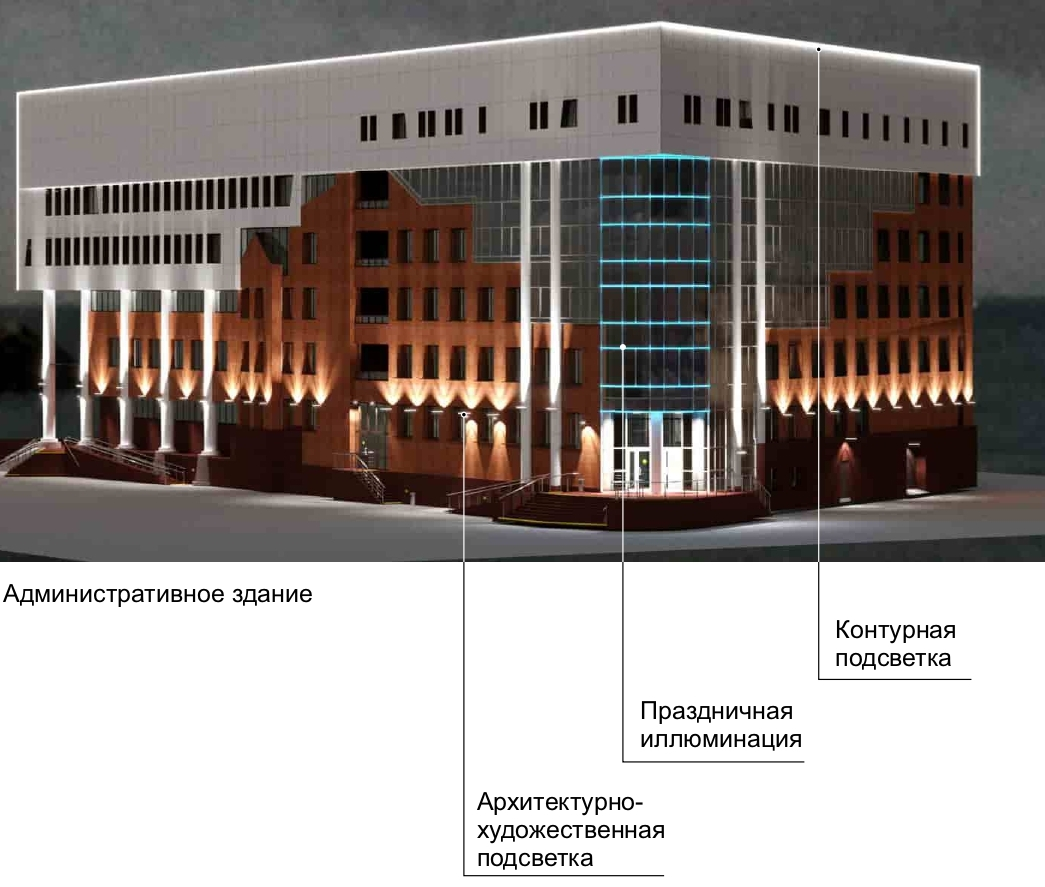 Административное здание
Контурная
подсветка
Праздничная
иллюминация
Архитектурно-
художественная
подсветка